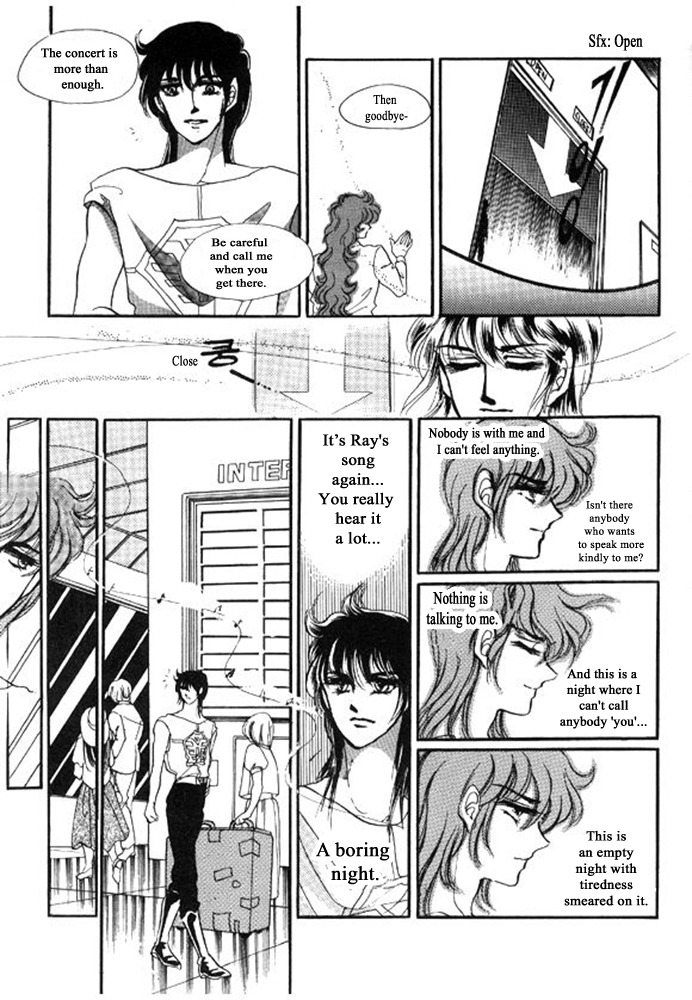 The concert is
more than
enough.
Be careful
and call me
when you
get there.
Then
goodbye-
Sfx: Open
OPEN
Close
쿵
INTER
It's Ray's
song
again...
You really
hear it
a lot...
A boring
night.
Nobody is with me and
I can't feel anything.
Isn't there
anybody
who wants
to speak more
kindly to me?
Nothing is
talking to me.
And this is a
night where I
can't call
anybody 'you'...
This is
an empty
night with
tiredness
smeared on it.